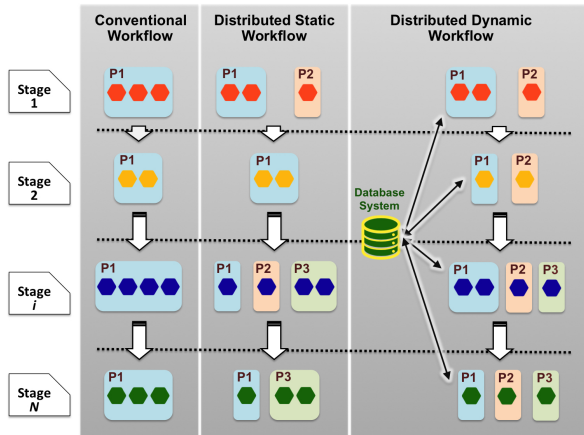 Conventional
Workflow
Distributed Static
Workflow
Distributed Dynamic
Workflow
Stage
1
P1
P1
P2
P1
P2
Stage
2
P1
P1
P1
P2
Database
System
Stage
i
P1
P1
P2
P3
P1
P2
P3
Stage
N
P1
P1
P3
P1
P2
P3